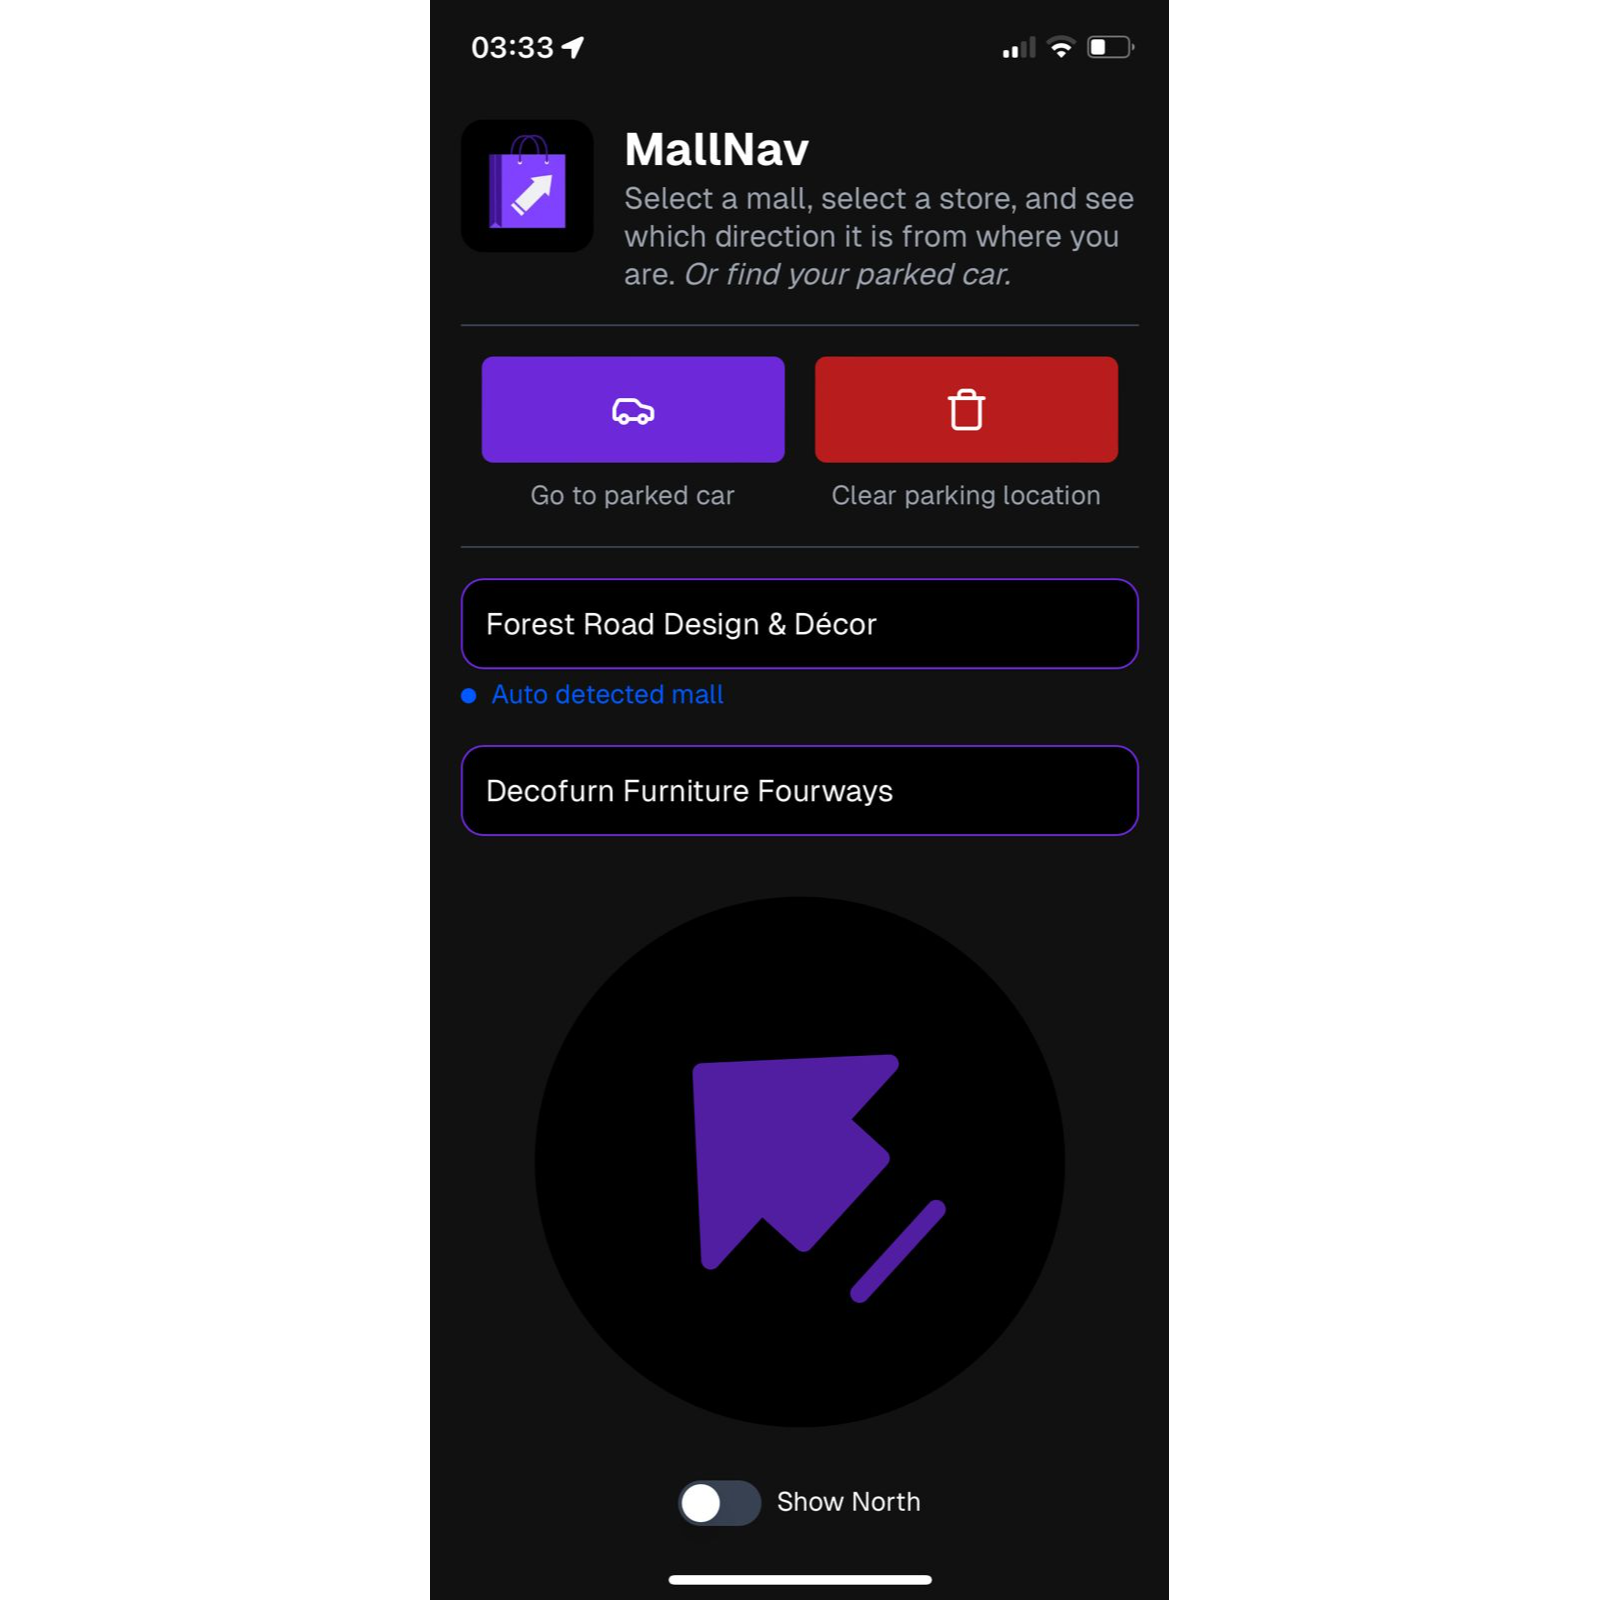 03:33
MallNav
Select a mall, select a store, and see
which direction it is from where you
are. Or find your parked car.
Go to parked car
Clear parking location
Forest Road Design & Décor
Auto detected mall
Decofurn Furniture Fourways
Show North